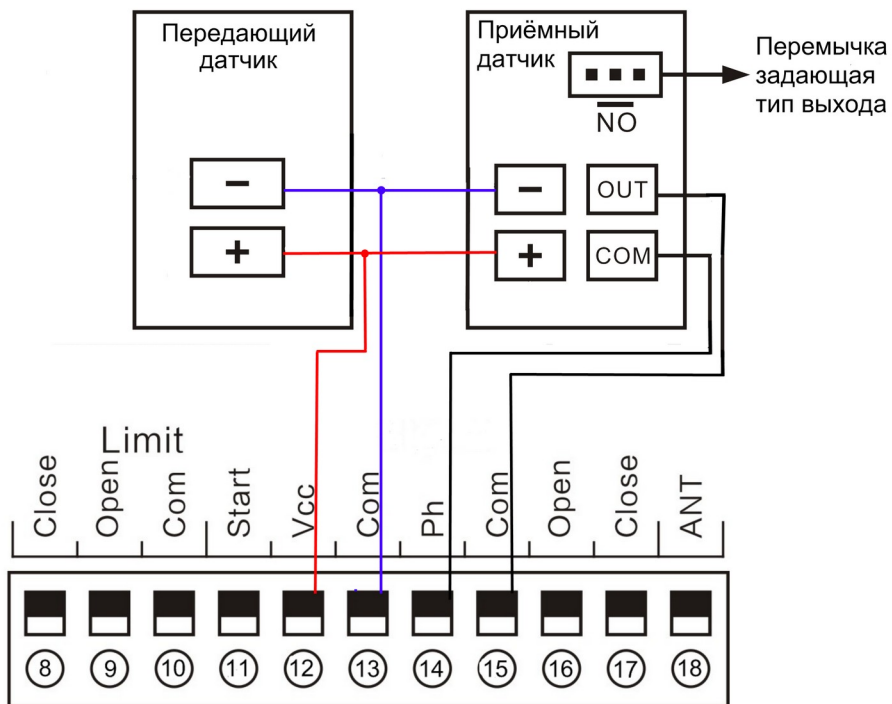 Передающий
датчик
Приёмный
датчик
Перемычка
задающая
тип выхода
NO
− − OUT
+ + COM
Limit
Close Open Com Start Vcc Com Ph Com Open Close ANT
8 9 10 11 12 13 14 15 16 17 18